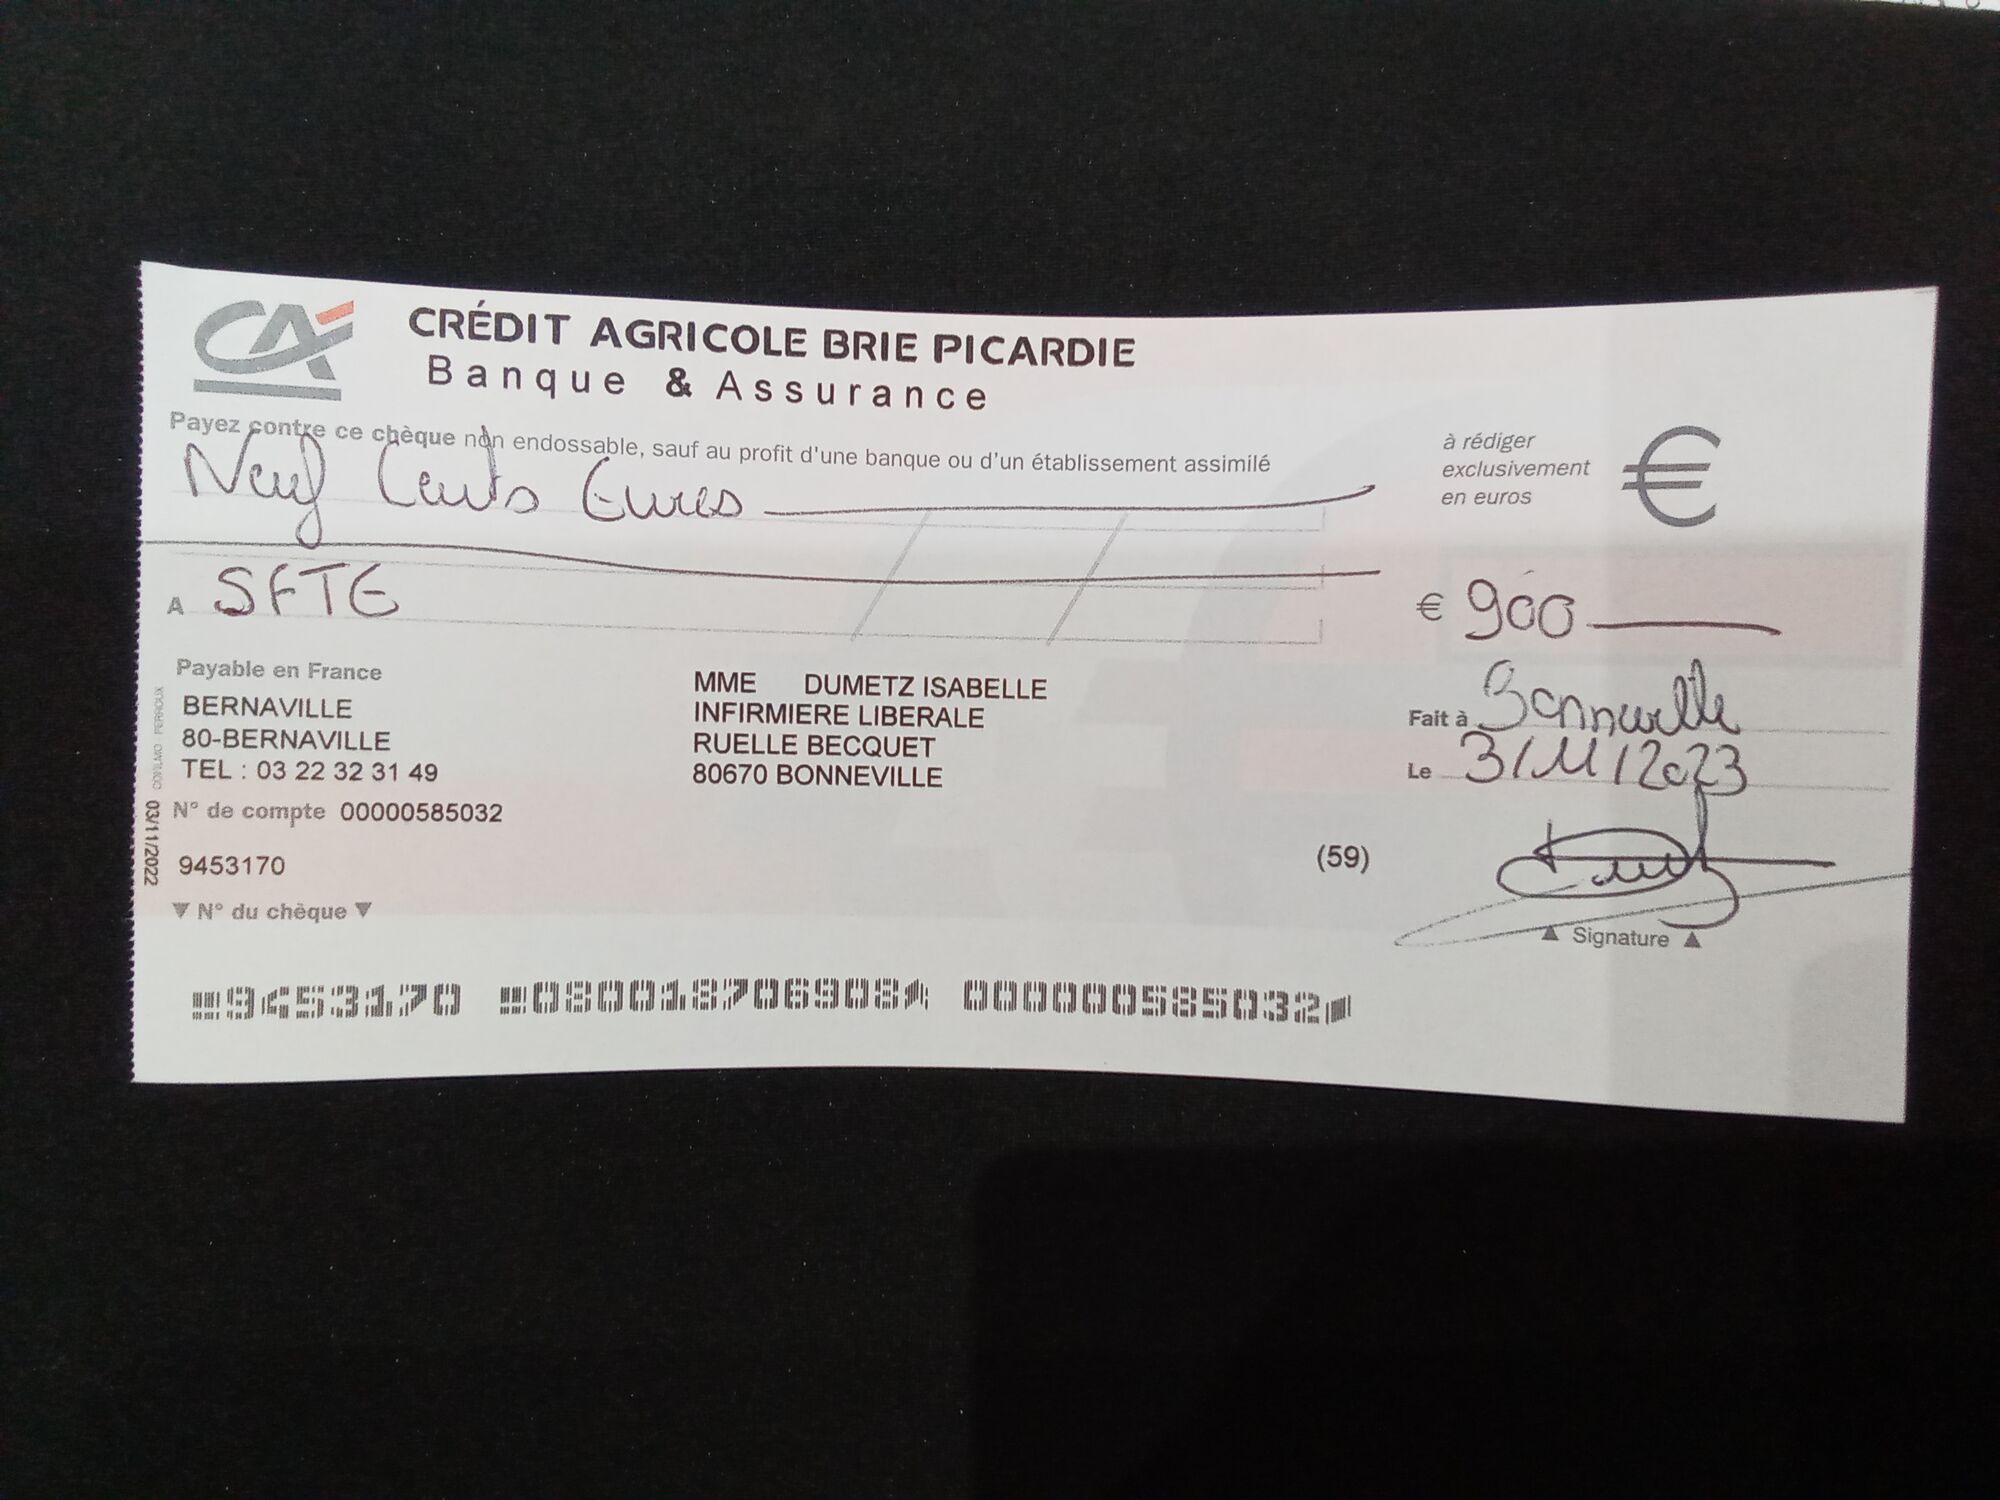 CA
CRÉDIT AGRICOLE BRIE PICARDIE
Banque & Assurance
Payez contre ce chèque non endossable, sauf au profit d'une banque ou d'un établissement assimilé
à rédiger
exclusivement
en euros
€
Neuf Cents Euros
A SFTG
€ 900
Payable en France
BERNAVILLE
80-BERNAVILLE
TEL : 03 22 32 31 49
MME DUMETZ ISABELLE
INFIRMIERE LIBERALE
RUELLE BECQUET
80670 BONNEVILLE
Fait à Bonneville
Le 3/11/2023
N° de compte 00000585032
9453170
(59)
▼ N° du chèque ▼
▲ Signature ▲
03/11/2022
9453170 080018706908 000000585032